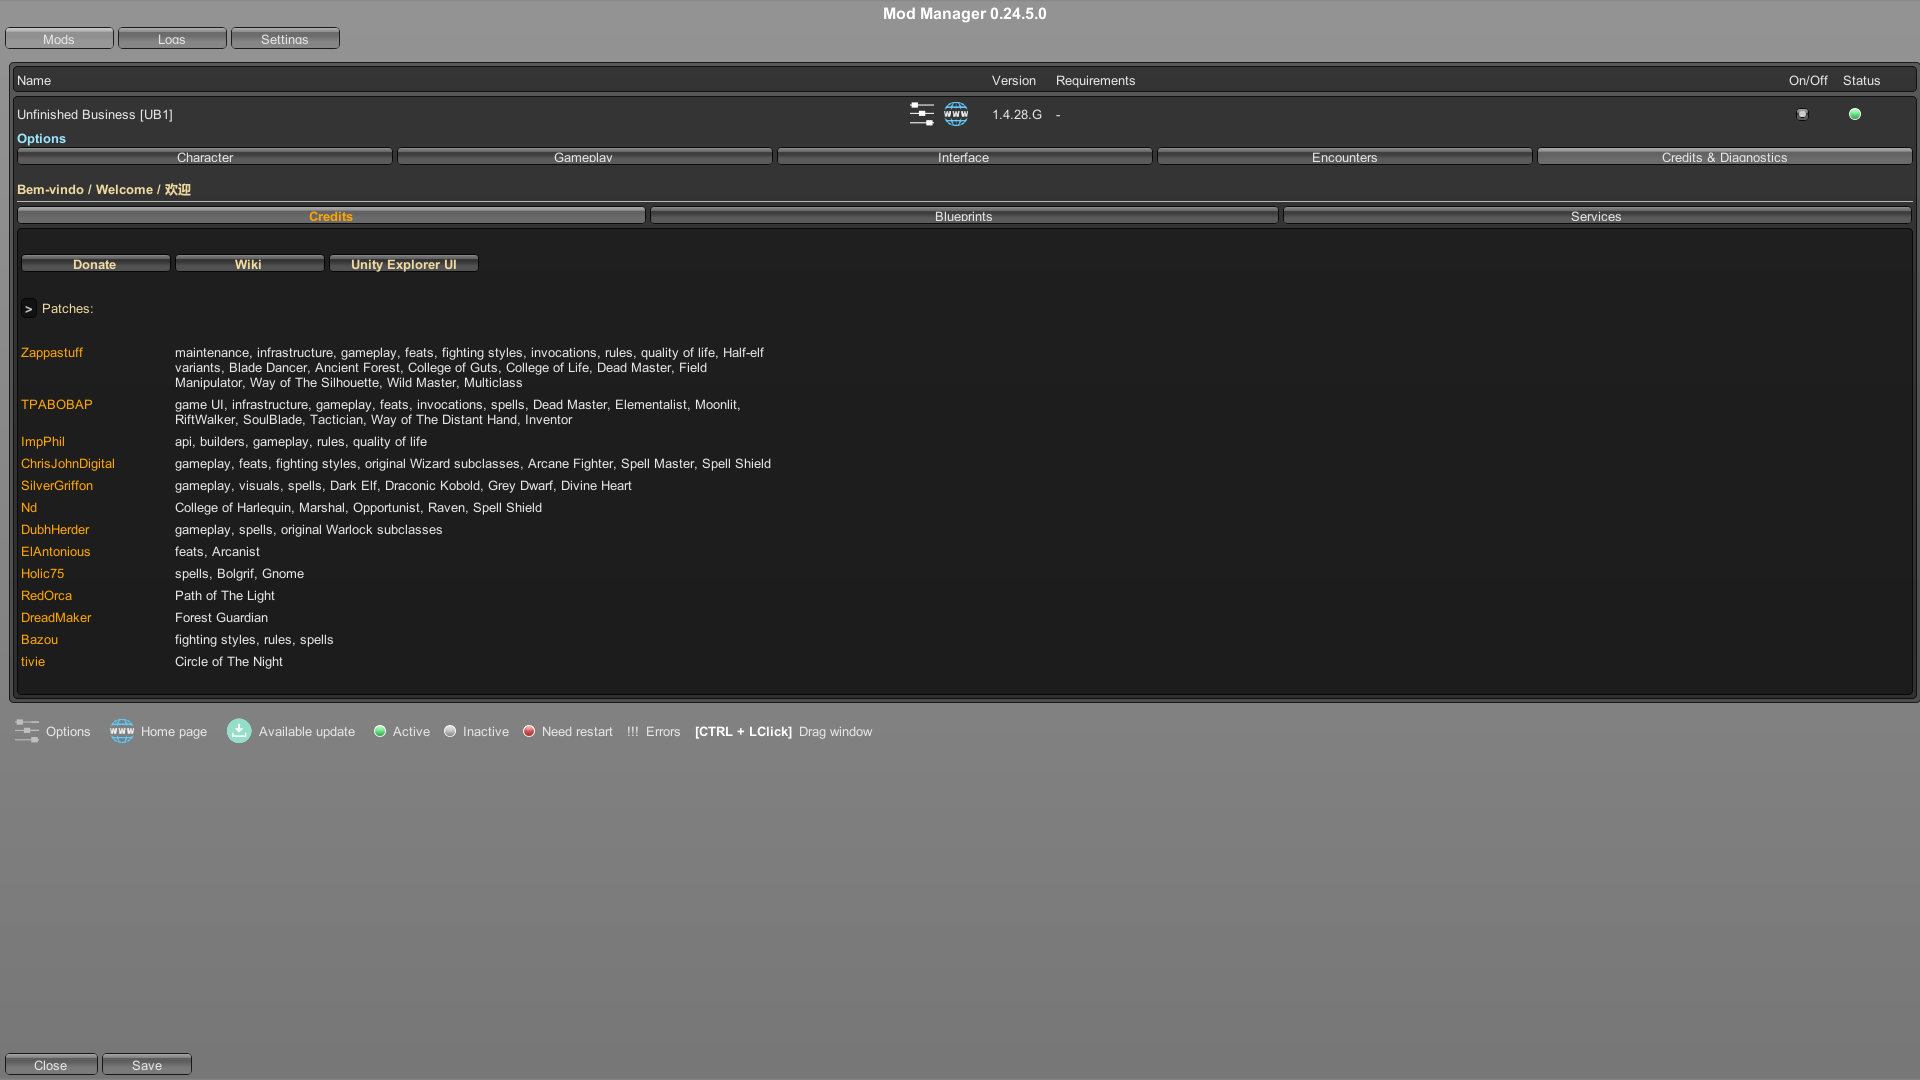 Mod Manager 0.24.5.0
Mods Logs Settings
Name Version Requirements On/Off Status
Unfinished Business [UB1] WWW 1.4.28.G - 
Options
Character Gameplay Interface Encounters Credits & Diagnostics
Bem-vindo / Welcome / 欢迎
Credits Blueprints Services
Donate Wiki Unity Explorer UI
> Patches:
Zappastuff maintenance, infrastructure, gameplay, feats, fighting styles, invocations, rules, quality of life, Half-elf
variants, Blade Dancer, Ancient Forest, College of Guts, College of Life, Dead Master, Field
Manipulator, Way of The Silhouette, Wild Master, Multiclass
TPABOBAP game UI, infrastructure, gameplay, feats, invocations, spells, Dead Master, Elementalist, Moonlit,
RiftWalker, SoulBlade, Tactician, Way of The Distant Hand, Inventor
ImpPhil api, builders, gameplay, rules, quality of life
ChrisJohnDigital gameplay, feats, fighting styles, original Wizard subclasses, Arcane Fighter, Spell Master, Spell Shield
SilverGriffon gameplay, visuals, spells, Dark Elf, Draconic Kobold, Grey Dwarf, Divine Heart
Nd College of Harlequin, Marshal, Opportunist, Raven, Spell Shield
DubhHerder gameplay, spells, original Warlock subclasses
ElAntonious feats, Arcanist
Holic75 spells, Bolgrif, Gnome
RedOrca Path of The Light
DreadMaker Forest Guardian
Bazou fighting styles, rules, spells
tivie Circle of The Night
Options WWW Home page Available update Active Inactive Need restart !!! Errors [CTRL + LClick] Drag window
Close Save